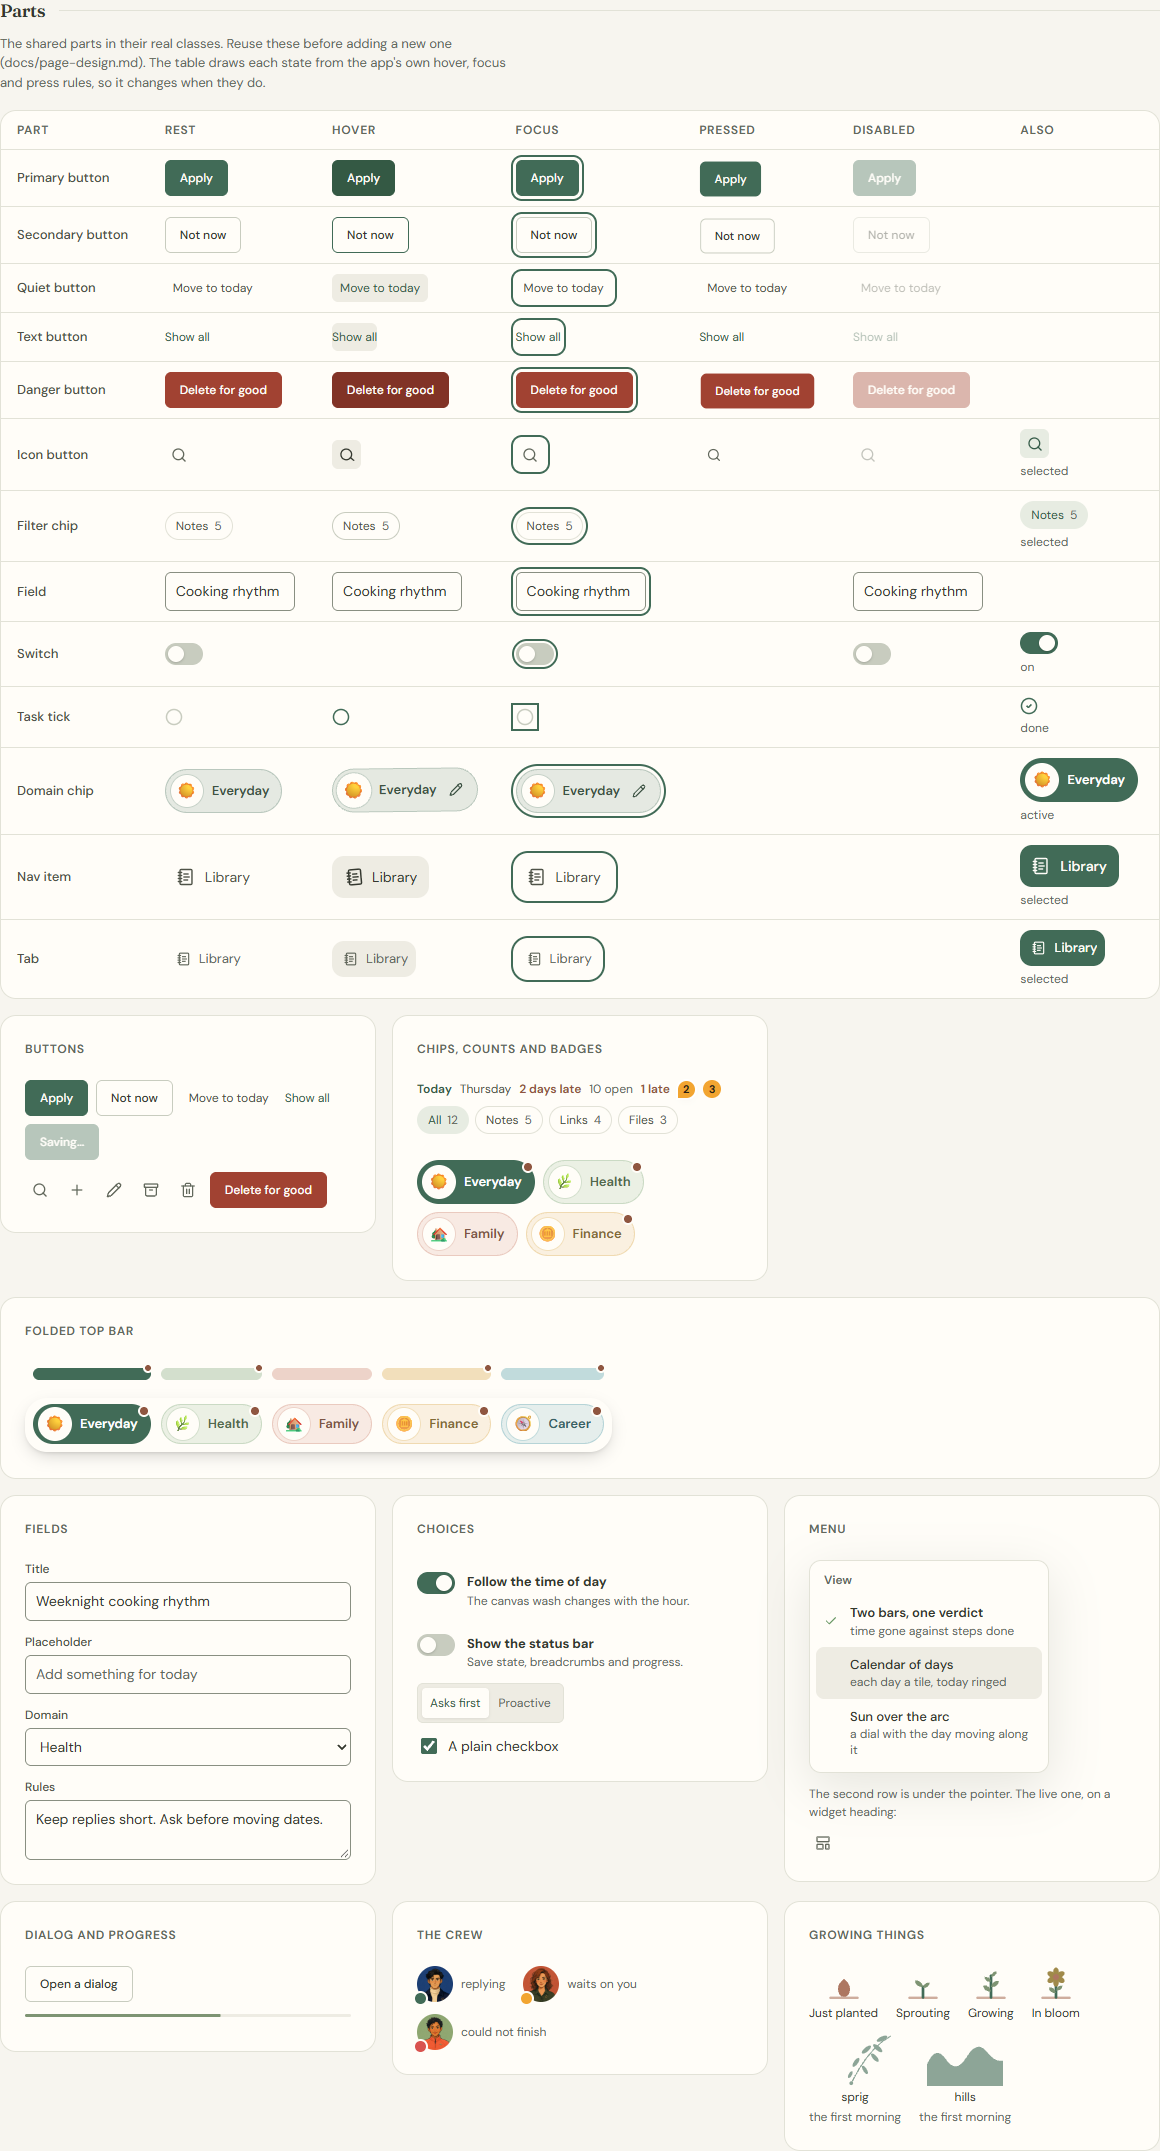 Parts
The shared parts in their real classes. Reuse these before adding a new one
(docs/page-design.md). The table draws each state from the app's own hover, focus
and press rules, so it changes when they do.
PART REST HOVER FOCUS PRESSED DISABLED ALSO
Primary button Apply Apply Apply Apply Apply
Secondary button Not now Not now Not now Not now Not now
Quiet button Move to today Move to today Move to today Move to today Move to today
Text button Show all Show all Show all Show all Show all
Danger button Delete for good Delete for good Delete for good Delete for good Delete for good
Icon button
selected
Filter chip Notes 5 Notes 5 Notes 5 Notes 5
selected
Field Cooking rhythm Cooking rhythm Cooking rhythm Cooking rhythm
Switch
on
Task tick
done
Domain chip Everyday Everyday Everyday Everyday
active
Nav item Library Library Library Library
selected
Tab Library Library Library Library
selected
BUTTONS
Apply Not now Move to today Show all
Saving…
Delete for good
CHIPS, COUNTS AND BADGES
Today Thursday 2 days late 10 open 1 late 2 3
All 12 Notes 5 Links 4 Files 3
Everyday Health
Family Finance
FOLDED TOP BAR
Everyday Health Family Finance Career
FIELDS
Title
Weeknight cooking rhythm
Placeholder
Add something for today
Domain
Health
Rules
Keep replies short. Ask before moving dates.
CHOICES
Follow the time of day
The canvas wash changes with the hour.
Show the status bar
Save state, breadcrumbs and progress.
Asks first Proactive
A plain checkbox
MENU
View
Two bars, one verdict
time gone against steps done
Calendar of days
each day a tile, today ringed
Sun over the arc
a dial with the day moving along
it
The second row is under the pointer. The live one, on a
widget heading:
DIALOG AND PROGRESS
Open a dialog
THE CREW
replying waits on you
could not finish
GROWING THINGS
Just planted Sprouting Growing In bloom
sprig hills
the first morning the first morning